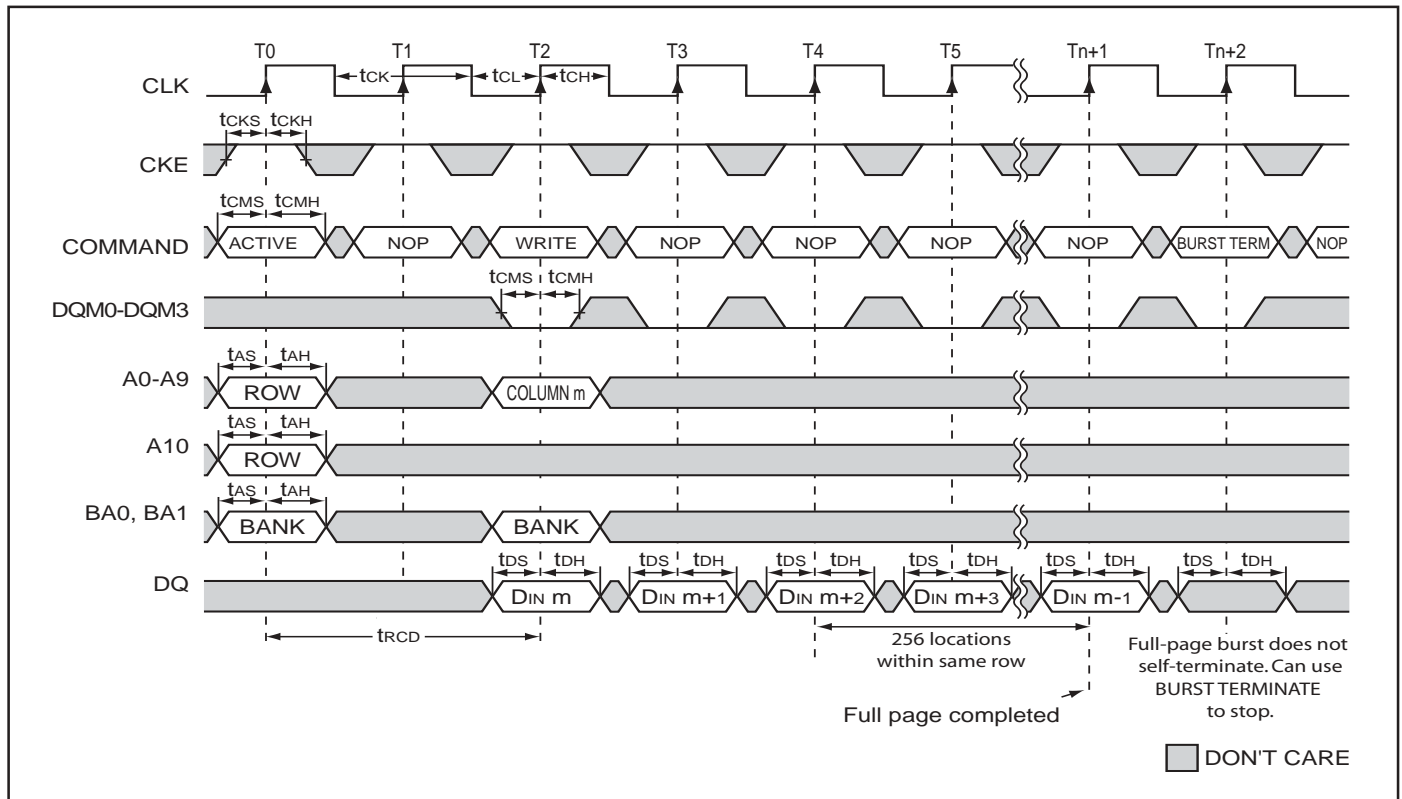 T0 T1 T2 T3 T4 T5 Tn+1 Tn+2
CLK tCK tCL tCH
tCKS tCKH
CKE
tCMS tCMH
COMMAND ACTIVE NOP WRITE NOP NOP NOP NOP BURST TERM NOP
tCMS tCMH
DQM0-DQM3
tAS tAH
A0-A9 ROW COLUMN m
tAS tAH
A10 ROW
tAS tAH
BA0, BA1 BANK BANK
tDS tDH tDS tDH tDS tDH tDS tDH tDS tDH tDS tDH
DQ DIN m DIN m+1 DIN m+2 DIN m+3 DIN m-1
tRCD
256 locations
within same row
Full page completed
Full-page burst does not
self-terminate. Can use
BURST TERMINATE
to stop.
DON'T CARE